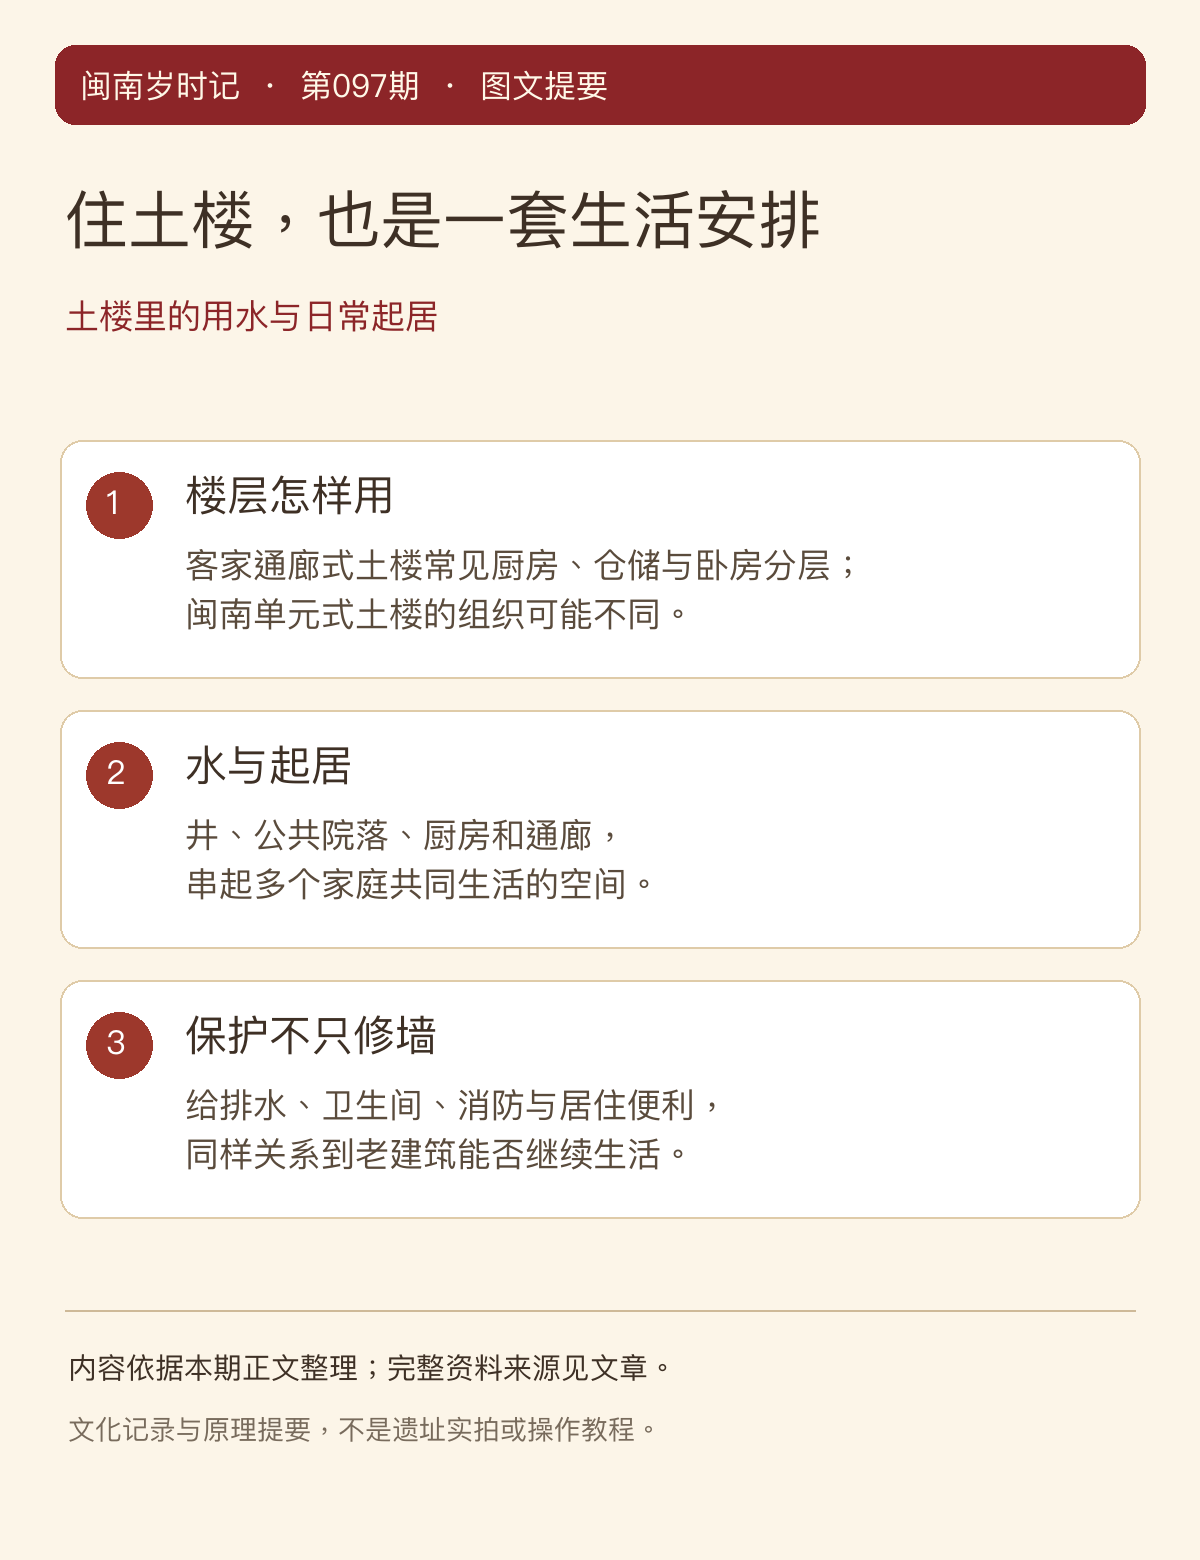 闽南岁时记 · 第097期 · 图文提要
住土楼，也是一套生活安排
土楼里的用水与日常起居
1
楼层怎样用
客家通廊式土楼常见厨房、仓储与卧房分层；
闽南单元式土楼的组织可能不同。
2
水与起居
井、公共院落、厨房和通廊，
串起多个家庭共同生活的空间。
3
保护不只修墙
给排水、卫生间、消防与居住便利，
同样关系到老建筑能否继续生活。
内容依据本期正文整理；完整资料来源见文章。
文化记录与原理提要，不是遗址实拍或操作教程。